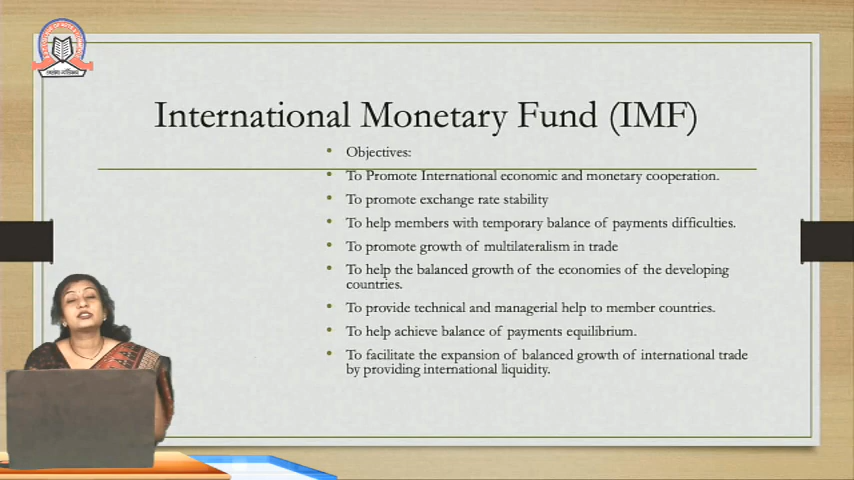 International Monetary Fund (IMF)
• Objectives:
• To Promote International economic and monetary cooperation.
• To promote exchange rate stability
• To help members with temporary balance of payments difficulties.
• To promote growth of multilateralism in trade
• To help the balanced growth of the economies of the developing
countries.
• To provide technical and managerial help to member countries.
• To help achieve balance of payments equilibrium.
• To facilitate the expansion of balanced growth of international trade
by providing international liquidity.